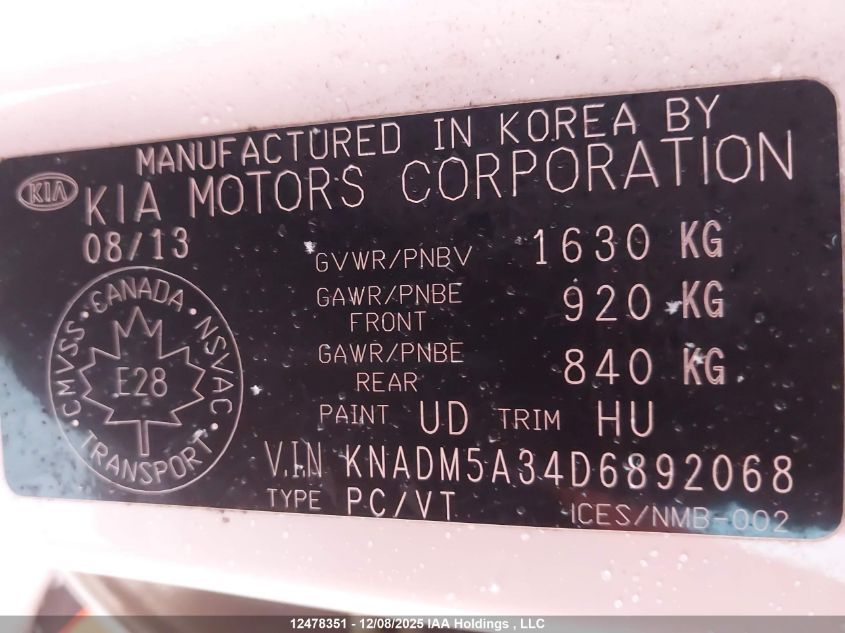 MANUFACTURED IN KOREA BY
KIA
KIA MOTORS CORPORATION
08/13
GVWR/PNBV 1630 KG
GAWR/PNBE FRONT 920 KG
GAWR/PNBE REAR 840 KG
CMVSS · CANADA · NSVAC · TRANSPORT ·
E28
PAINT UD TRIM HU
V.I.N KNADM5A34D6892068
TYPE PC/VT
ICES/NMB-002
12478351 - 12/08/2025 IAA Holdings , LLC